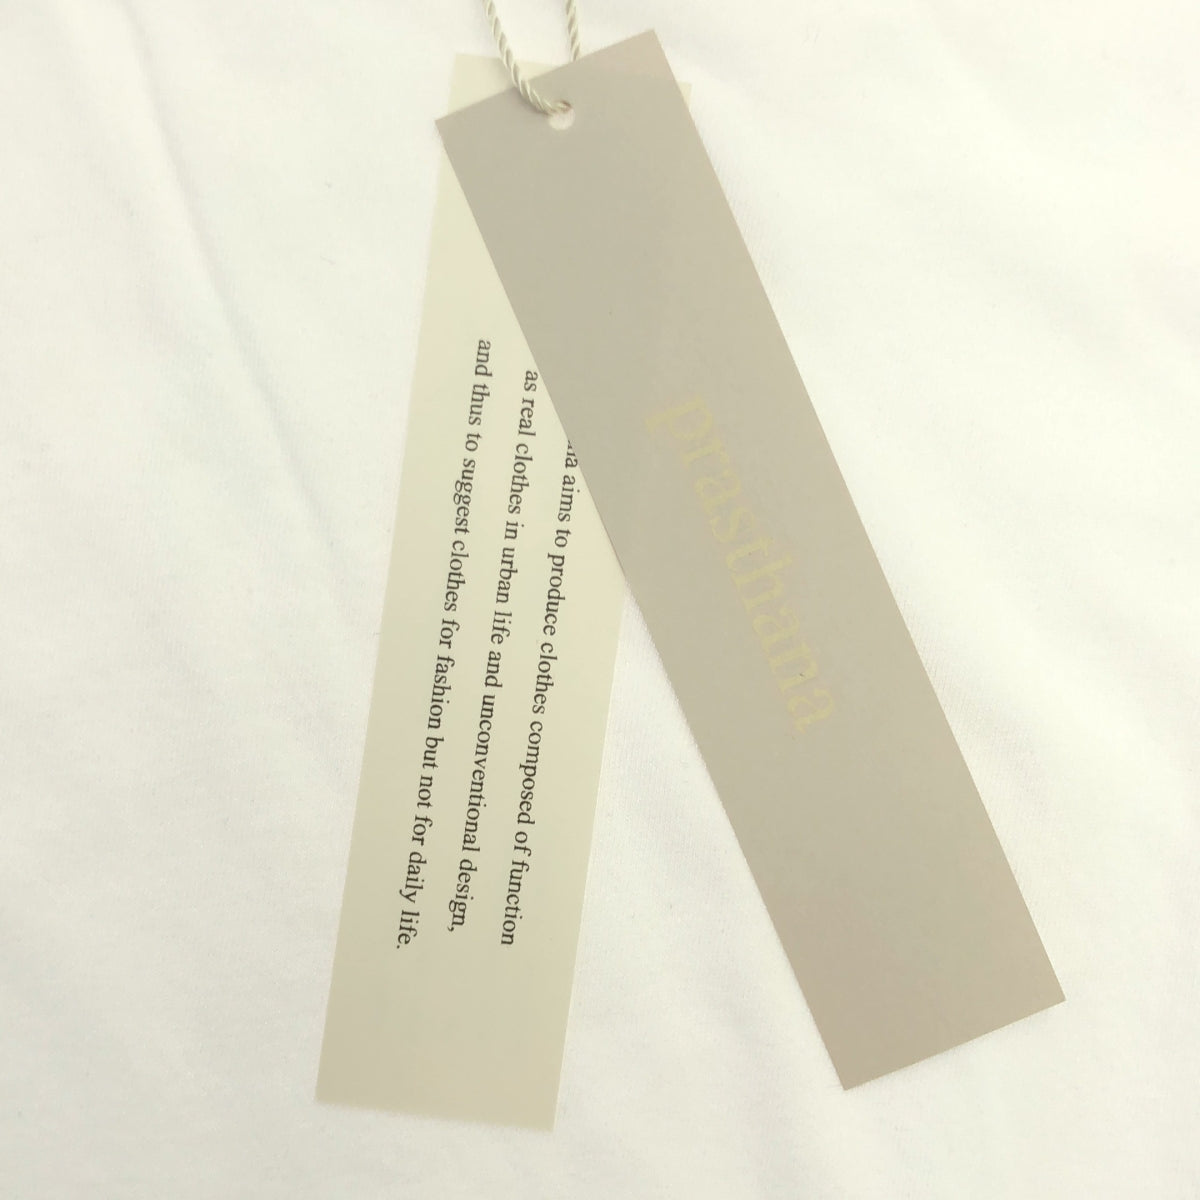 prasthana
aims to produce clothes composed of function
as real clothes in urban life and unconventional design,
and thus to suggest clothes for fashion but not for daily life.